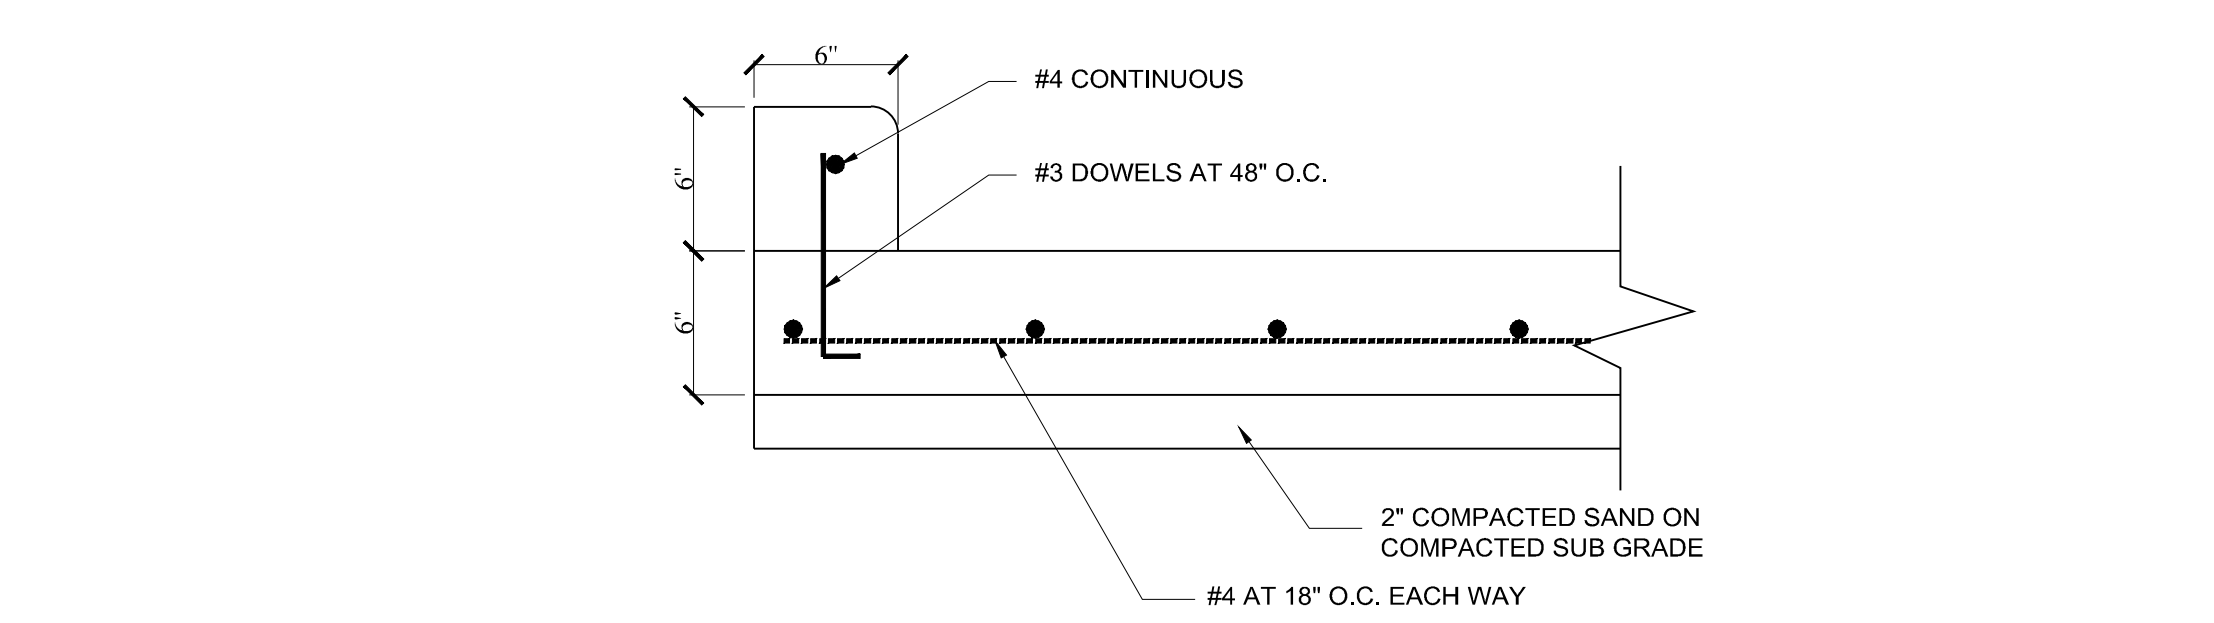 6"
#4 CONTINUOUS
#3 DOWELS AT 48" O.C.
6"
6"
2" COMPACTED SAND ON
COMPACTED SUB GRADE
#4 AT 18" O.C. EACH WAY